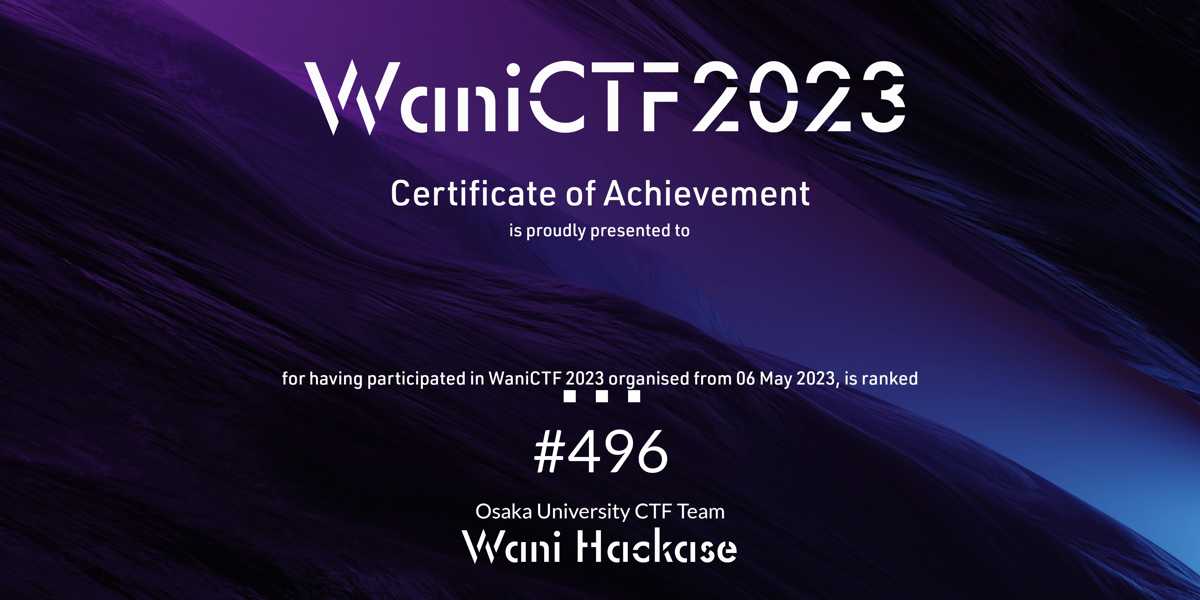 WaniCTF2023
Certificate of Achievement
is proudly presented to
for having participated in WaniCTF 2023 organised from 06 May 2023, is ranked
...
#496
Osaka University CTF Team
Wani Hackase